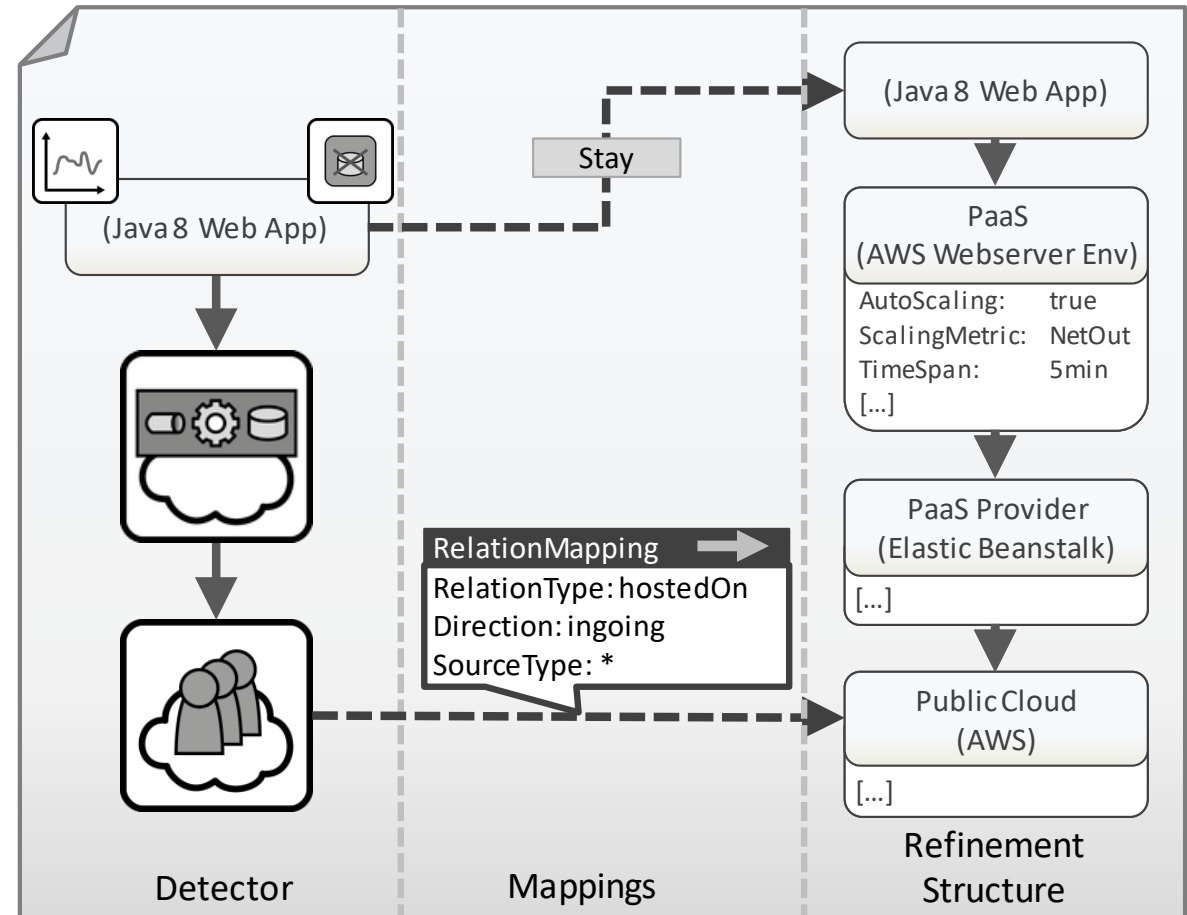 (Java 8 Web App)
Stay
(Java 8 Web App)
PaaS
(AWS Webserver Env)
AutoScaling: true
ScalingMetric: NetOut
TimeSpan: 5min
[...]
PaaS Provider
(Elastic Beanstalk)
[...]
RelationMapping
RelationType: hostedOn
Direction: ingoing
SourceType: *
Public Cloud
(AWS)
[...]
Detector
Mappings
Refinement
Structure